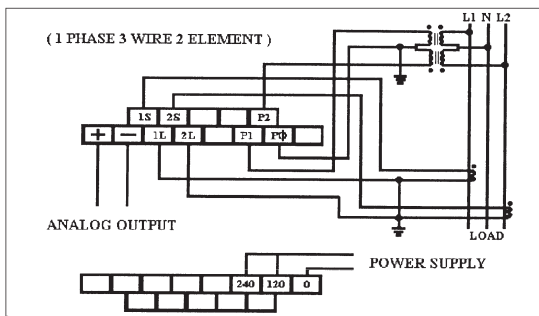 L1 N L2
( 1 PHASE 3 WIRE 2 ELEMENT )
1S 2S P2
+ − 1L 2L P1 PΦ
ANALOG OUTPUT
LOAD
240 120 0
POWER SUPPLY